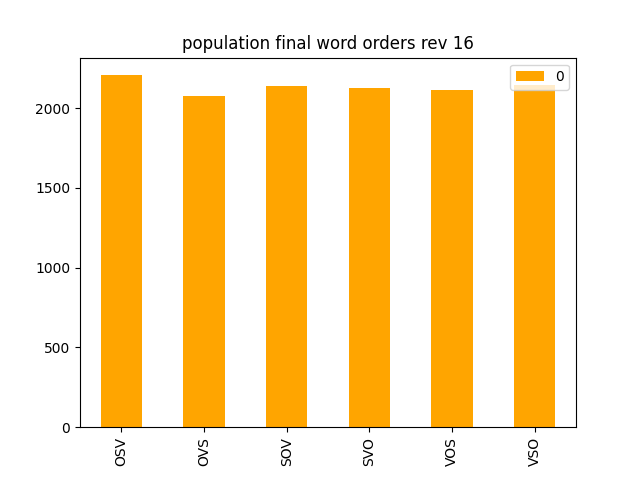 population final word orders rev 16
0
2000
1500
1000
500
0
OSV
OVS
SOV
SVO
VOS
VSO